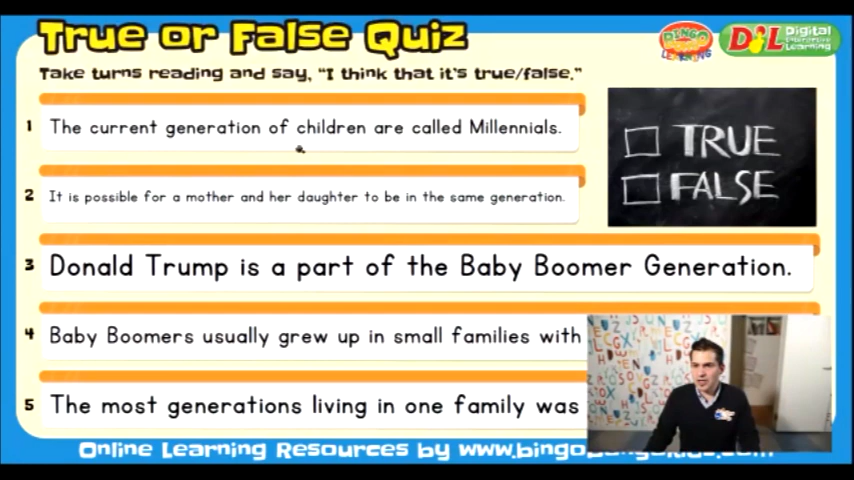 True or False Quiz
BINGO
LEARNING
DIL Digital
Interactive
Learning
Take turns reading and say, "I think that it's true/false."
1 The current generation of children are called Millennials.
TRUE
FALSE
2 It is possible for a mother and her daughter to be in the same generation.
3 Donald Trump is a part of the Baby Boomer Generation.
4 Baby Boomers usually grew up in small families with
5 The most generations living in one family was
Online Learning Resources by www.bingo